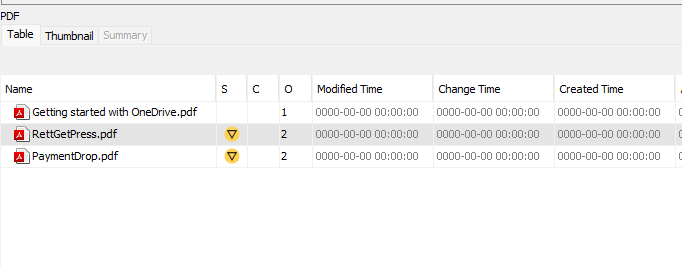 PDF
Table Thumbnail Summary
Name S C O Modified Time Change Time Created Time
Getting started with OneDrive.pdf 1 0000-00-00 00:00:00 0000-00-00 00:00:00 0000-00-00 00:00:00
RettGetPress.pdf 2 0000-00-00 00:00:00 0000-00-00 00:00:00 0000-00-00 00:00:00
PaymentDrop.pdf 2 0000-00-00 00:00:00 0000-00-00 00:00:00 0000-00-00 00:00:00